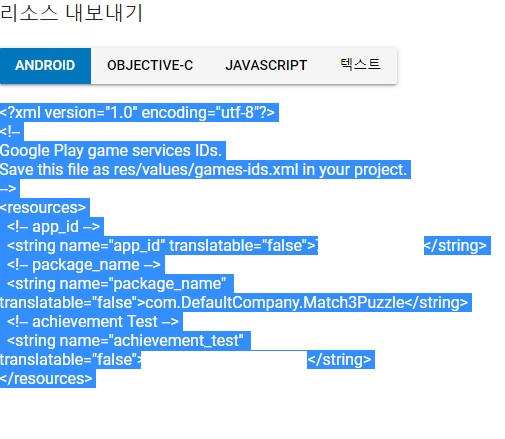 리소스 내보내기
ANDROID OBJECTIVE-C JAVASCRIPT 텍스트
<?xml version="1.0" encoding="utf-8"?>
<!--
Google Play game services IDs.
Save this file as res/values/games-ids.xml in your project.
-->
<resources>
<!-- app_id -->
<string name="app_id" translatable="false"> </string>
<!-- package_name -->
<string name="package_name"
translatable="false">com.DefaultCompany.Match3Puzzle</string>
<!-- achievement Test -->
<string name="achievement_test"
translatable="false"> </string>
</resources>